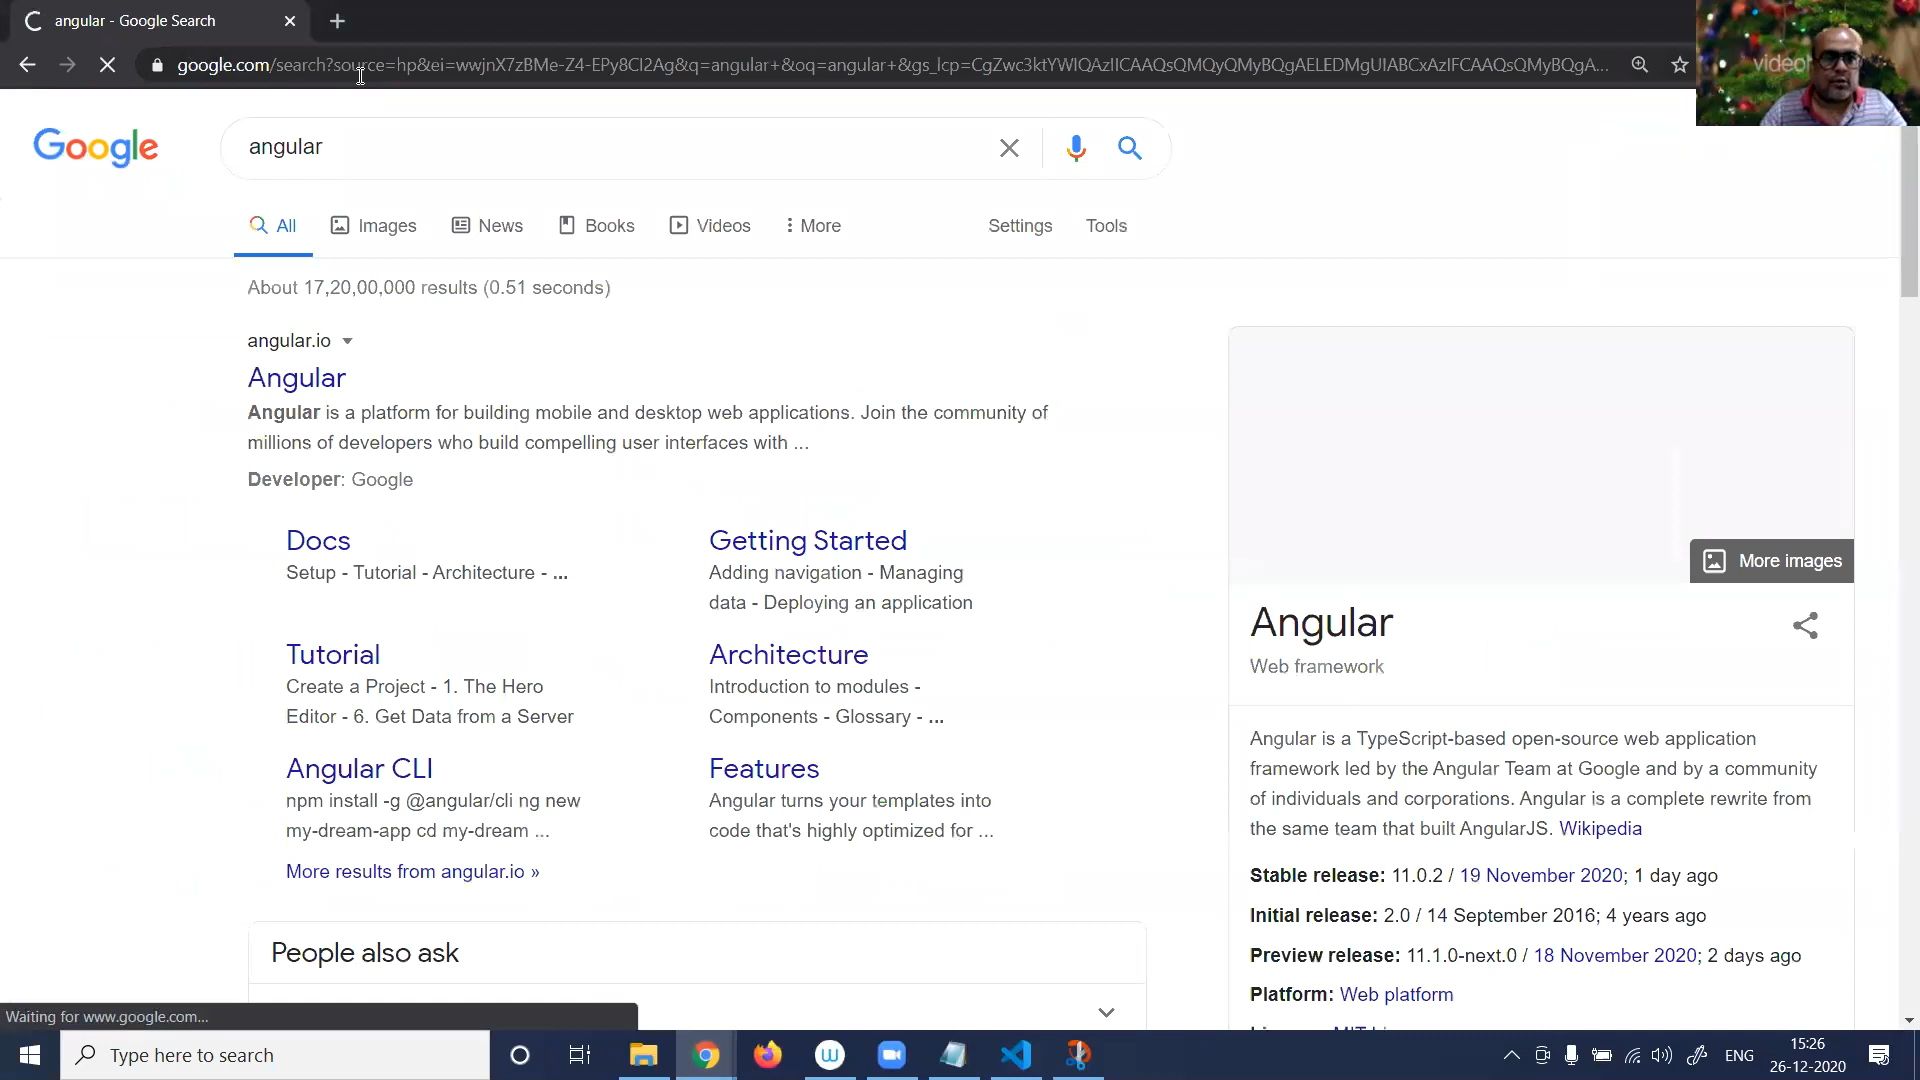 angular - Google Search
google.com/search?source=hp&ei=wwjnX7zBMe-Z4-EPy8Cl2Ag&q=angular+&oq=angular+&gs_lcp=CgZwc3ktYWIQAzIICAAQsQMQyQMyBQgAELEDMgUIABCxAzIFCAAQsQMyBQgA...
Google
angular
All
Images
News
Books
Videos
More
Settings
Tools
About 17,20,00,000 results (0.51 seconds)
angular.io
Angular
Angular is a platform for building mobile and desktop web applications. Join the community of
millions of developers who build compelling user interfaces with ...
Developer: Google
Docs
Setup - Tutorial - Architecture - ...
Getting Started
Adding navigation - Managing
data - Deploying an application
Tutorial
Create a Project - 1. The Hero
Editor - 6. Get Data from a Server
Architecture
Introduction to modules -
Components - Glossary - ...
Angular CLI
npm install -g @angular/cli ng new
my-dream-app cd my-dream ...
Features
Angular turns your templates into
code that's highly optimized for ...
More results from angular.io »
People also ask
More images
Angular
Web framework
Angular is a TypeScript-based open-source web application
framework led by the Angular Team at Google and by a community
of individuals and corporations. Angular is a complete rewrite from
the same team that built AngularJS. Wikipedia
Stable release: 11.0.2 / 19 November 2020; 1 day ago
Initial release: 2.0 / 14 September 2016; 4 years ago
Preview release: 11.1.0-next.0 / 18 November 2020; 2 days ago
Platform: Web platform
Waiting for www.google.com...
Type here to search
ENG
15:26
26-12-2020